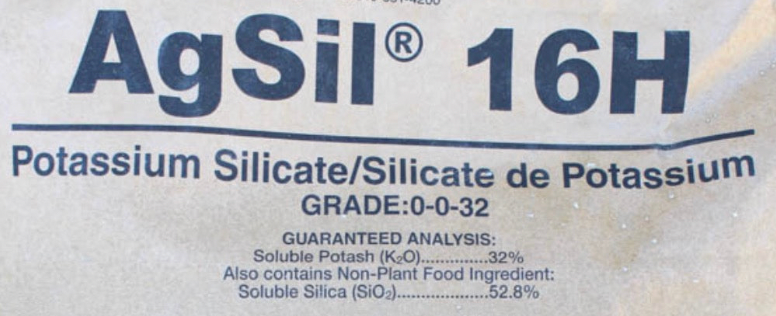 AgSil® 16H
Potassium Silicate/Silicate de Potassium
GRADE:0-0-32
GUARANTEED ANALYSIS:
Soluble Potash (K₂O)..............32%
Also contains Non-Plant Food Ingredient:
Soluble Silica (SiO₂)...................52.8%